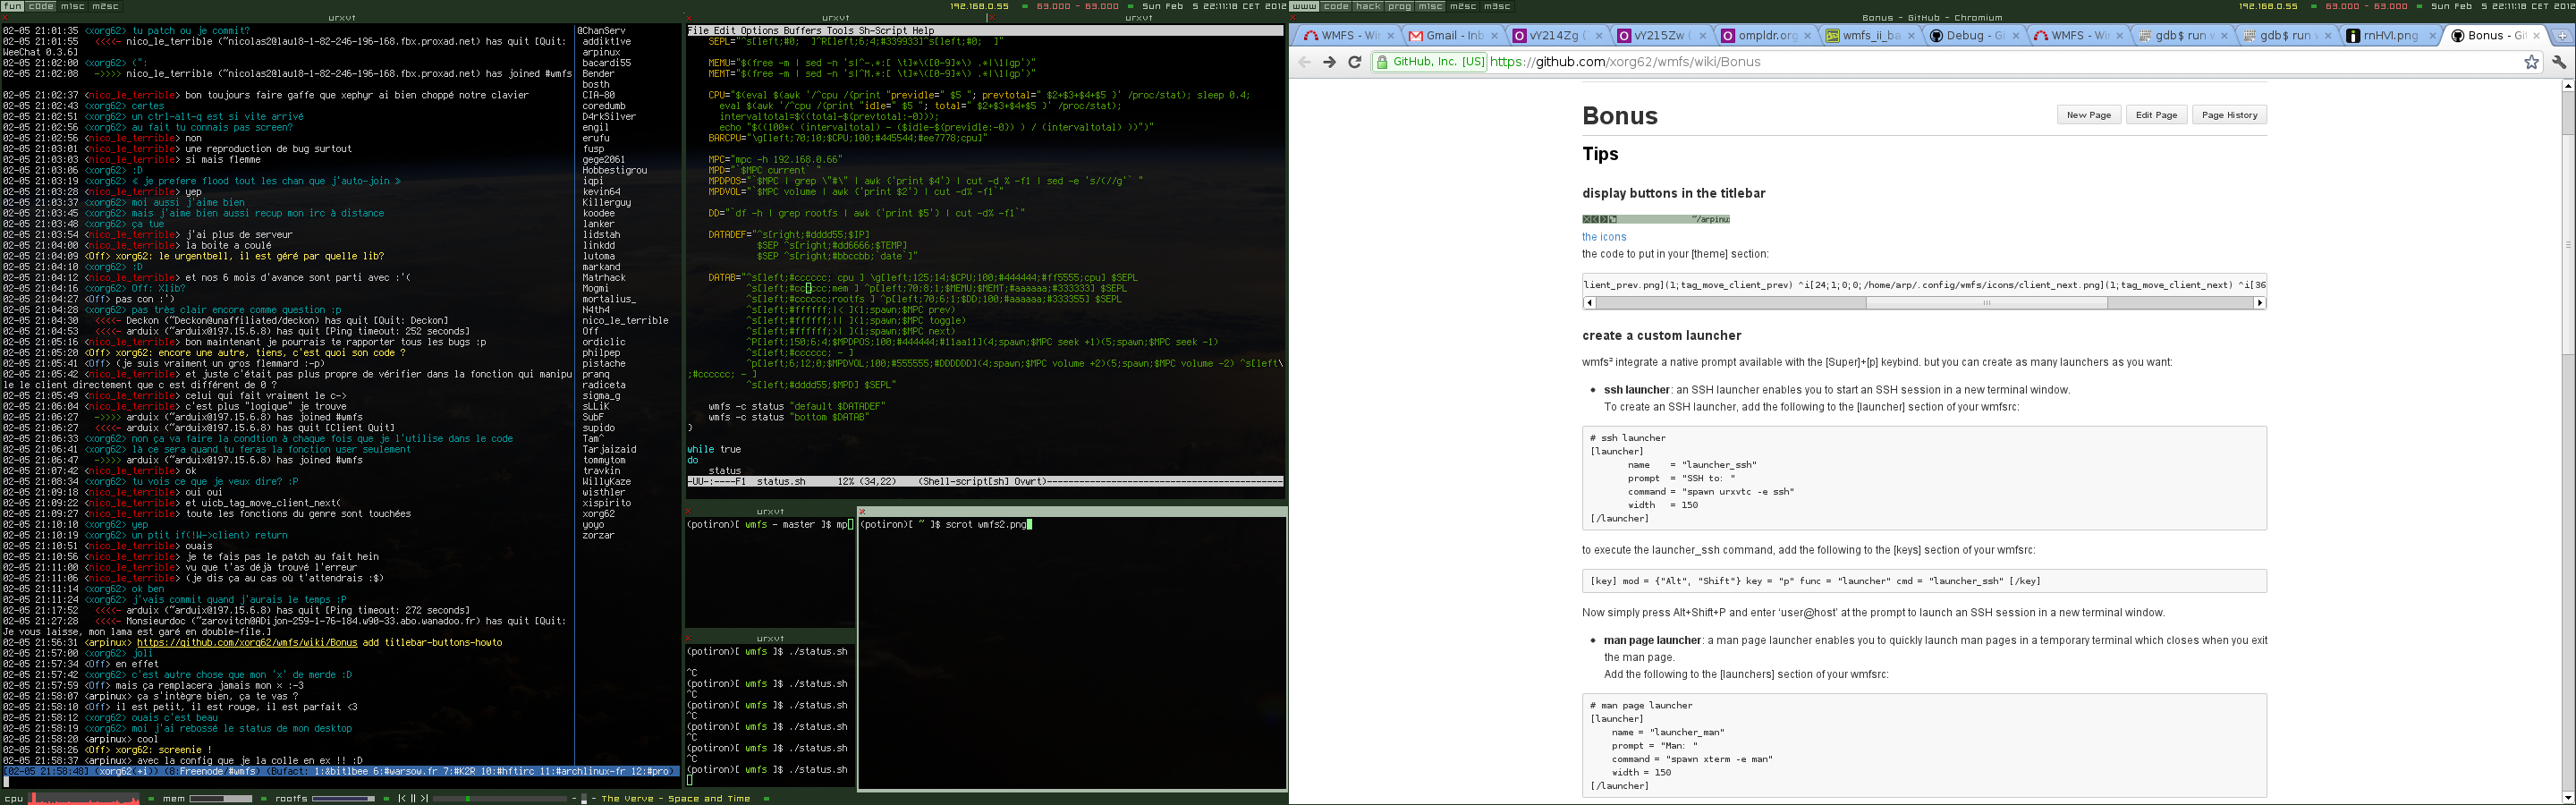 fun code misc m2sc
192.168.0.55 = 63.000 - 63.000 = Sun Feb 5 22:11:18 CET 2012
www code hack prog m1sc m2sc m3sc
192.168.0.55 = 63.000 - 63.000 = Sun Feb 5 22:11:18 CET 2012
urxvt
urxvt
urxvt
Bonus - GitHub - Chromium
02-05 21:01:35 <xorg62> tu patch ou je commit?
02-05 21:01:55 <<<<- nico_le_terrible (~nicolas2@lau18-1-82-246-196-168.fbx.proxad.net) has quit [Quit:
WeeChat 0.3.6]
02-05 21:02:00 <xorg62> (":
02-05 21:02:08 ->>>> nico_le_terrible (~nicolas2@lau18-1-82-246-196-168.fbx.proxad.net) has joined #wmfs
02-05 21:02:37 <nico_le_terrible> bon toujours faire gaffe que xephyr ai bien choppé notre clavier
02-05 21:02:43 <xorg62> certes
02-05 21:02:51 <xorg62> un ctrl-alt-q est si vite arrivé
02-05 21:02:56 <xorg62> au fait tu connais pas screen?
02-05 21:02:56 <nico_le_terrible> non
02-05 21:03:01 <nico_le_terrible> une reproduction de bug surtout
02-05 21:03:03 <nico_le_terrible> si mais flemme
02-05 21:03:06 <xorg62> :D
02-05 21:03:19 <xorg62> « je prefere flood tout les chan que j'auto-join »
02-05 21:03:28 <nico_le_terrible> yep
02-05 21:03:37 <xorg62> moi aussi j'aime bien
02-05 21:03:45 <xorg62> mais j'aime bien aussi recup mon irc à distance
02-05 21:03:48 <xorg62> ça tue
02-05 21:03:54 <nico_le_terrible> j'ai plus de serveur
02-05 21:04:00 <nico_le_terrible> la boite a coulé
02-05 21:04:09 <Off> xorg62: le urgentbell, il est géré par quelle lib?
02-05 21:04:10 <xorg62> :D
02-05 21:04:12 <nico_le_terrible> et nos 6 mois d'avance sont parti avec :'(
02-05 21:04:16 <xorg62> Off: Xlib?
02-05 21:04:27 <Off> pas con :')
02-05 21:04:28 <xorg62> pas très clair encore comme question :p
02-05 21:04:30 <<<<- Deckon (~Deckon@unaffiliated/deckon) has quit [Quit: Deckon]
02-05 21:04:53 <<<<- arduix (~arduix@197.15.6.8) has quit [Ping timeout: 252 seconds]
02-05 21:05:16 <nico_le_terrible> bon maintenant je pourrais te rapporter tous les bugs :p
02-05 21:05:20 <Off> xorg62: encore une autre, tiens, c'est quoi son code ?
02-05 21:05:41 <Off> (je suis vraiment un gros flemmard :-p)
02-05 21:05:42 <nico_le_terrible> et juste c'était pas plus propre de vérifier dans la fonction qui manipu
le le client directement que c est différent de 0 ?
02-05 21:05:49 <nico_le_terrible> celui qui fait vraiment le c->
02-05 21:06:04 <nico_le_terrible> c'est plus "logique" je trouve
02-05 21:06:27 ->>>> arduix (~arduix@197.15.6.8) has joined #wmfs
02-05 21:06:27 <<<<- arduix (~arduix@197.15.6.8) has quit [Client Quit]
02-05 21:06:33 <xorg62> non ça va faire la condtion à chaque fois que je l'utilise dans le code
02-05 21:06:41 <xorg62> là ce sera quand tu feras la fonction user seulement
02-05 21:06:47 ->>>> arduix (~arduix@197.15.6.8) has joined #wmfs
02-05 21:07:42 <nico_le_terrible> ok
02-05 21:08:34 <xorg62> tu vois ce que je veux dire? :P
02-05 21:09:18 <nico_le_terrible> oui oui
02-05 21:09:22 <nico_le_terrible> et uicb_tag_move_client_next(
02-05 21:09:27 <nico_le_terrible> toute les fonctions du genre sont touchées
02-05 21:10:10 <xorg62> yep
02-05 21:10:19 <xorg62> un ptit if(!W->client) return
02-05 21:10:51 <nico_le_terrible> ouais
02-05 21:10:56 <nico_le_terrible> je te fais pas le patch au fait hein
02-05 21:11:00 <nico_le_terrible> vu que t'as déjà trouvé l'erreur
02-05 21:11:06 <nico_le_terrible> (je dis ça au cas où t'attendrais :$)
02-05 21:11:14 <xorg62> ok ben
02-05 21:11:24 <xorg62> j'vais commit quand j'aurais le temps :P
02-05 21:17:52 <<<<- arduix (~arduix@197.15.6.8) has quit [Ping timeout: 272 seconds]
02-05 21:27:28 <<<<- Monsieurdoc (~zarovitch@ADijon-259-1-76-184.w90-33.abo.wanadoo.fr) has quit [Quit:
Je vous laisse, mon lama est garé en double-file.]
02-05 21:56:31 <arpinux> https://github.com/xorg62/wmfs/wiki/Bonus add titlebar-buttons-howto
02-05 21:57:00 <xorg62> joli
02-05 21:57:34 <Off> en effet
02-05 21:57:42 <xorg62> c'est autre chose que mon 'x' de merde :D
02-05 21:57:59 <Off> mais ça remplacera jamais mon × :-3
02-05 21:58:07 <arpinux> ça s'intègre bien, ça te vas ?
02-05 21:58:10 <Off> il est petit, il est rouge, il est parfait <3
02-05 21:58:12 <xorg62> ouais c'est beau
02-05 21:58:19 <xorg62> moi j'ai rebossé le status de mon desktop
02-05 21:58:20 <arpinux> cool
02-05 21:58:26 <Off> xorg62: screenie !
02-05 21:58:37 <arpinux> avec la config que je la colle en ex !! :D
[02-05 21:58:48] (xorg62(+i)) (8:Freenode/#wmfs) (Bufact: 1:&bitlbee 6:#warsow.fr 7:#K2R 10:#hftirc 11:#archlinux-fr 12:#pro)
@ChanServ
addiktive
arpinux
bacardi55
Bender
bosth
CIA-80
coredumb
D4rkSilver
engil
erufu
fusp
gege2061
Hobbestigrou
iqpi
kevin64
Killerguy
koodee
lanker
lidstah
linkdd
lutoma
markand
Matrhack
Mogmi
mortalius_
N4th4
nico_le_terrible
Off
ordiclic
philpep
pistache
pranq
radiceta
sigma_g
sLLiK
SubF
supido
Tam^
Tarjaizaid
tommytom
travkin
WillyKaze
wisthler
xispirito
xorg62
yoyo
zorzar
File Edit Options Buffers Tools Sh-Script Help
SEPL="^s[left;#0;  ]^R[left;6;4;#339933]^s[left;#0;  ]"
MEMU="$(free -m | sed -n 's|^-.*:[ \t]*\([0-9]*\) .*|\1|gp')"
MEMT="$(free -m | sed -n 's|^M.*:[ \t]*\([0-9]*\) .*|\1|gp')"
CPU="$(eval $(awk '/^cpu /{print "previdle=" $5 "; prevtotal=" $2+$3+$4+$5 }' /proc/stat); sleep 0.4;
eval $(awk '/^cpu /{print "idle=" $5 "; total=" $2+$3+$4+$5 }' /proc/stat);
intervaltotal=$((total-${prevtotal:-0}));
echo "$((100*( (intervaltotal) - ($idle-${previdle:-0}) ) / (intervaltotal) ))")"
BARCPU="\g[left;70;10;$CPU;100;#445544;#ee7778;cpu]"
MPC="mpc -h 192.168.0.66"
MPD="`$MPC current`"
MPDPOS="`$MPC | grep \"#\" | awk {'print $4'} | cut -d % -f1 | sed -e 's/(//g'` "
MPDVOL="`$MPC volume | awk {'print $2'} | cut -d% -f1`"
DD="`df -h | grep rootfs | awk {'print $5'} | cut -d% -f1`"
DATADEF="^s[right;#dddd55;$IP]
$SEP ^s[right;#dd6666;$TEMP]
$SEP ^s[right;#bbccbb;`date`]"
DATAB="^s[left;#cccccc; cpu ] \g[left;125;14;$CPU;100;#444444;#ff5555;cpu] $SEPL
^s[left;#cccccc;mem ] ^p[left;70;8;1;$MEMU;$MEMT;#aaaaaa;#333333] $SEPL
^s[left;#cccccc;rootfs ] ^p[left;70;6;1;$DD;100;#aaaaaa;#333355] $SEPL
^s[left;#ffffff;|< ](1;spawn;$MPC prev)
^s[left;#ffffff;|| ](1;spawn;$MPC toggle)
^s[left;#ffffff;>| ](1;spawn;$MPC next)
^P[left;150;6;4;$MPDPOS;100;#444444;#11aa11](4;spawn;$MPC seek +1)(5;spawn;$MPC seek -1)
^s[left;#cccccc; - ]
^p[left;6;12;0;$MPDVOL;100;#555555;#DDDDDD](4;spawn;$MPC volume +2)(5;spawn;$MPC volume -2) ^s[left\
;#cccccc; - ]
^s[left;#dddd55;$MPD] $SEPL"
wmfs -c status "default $DATADEF"
wmfs -c status "bottom $DATAB"
}
while true
do
status
-UU-:----F1 status.sh 12% (34,22) (Shell-script[sh] Ovwrt)
urxvt
(potiron)[ wmfs - master ]$ mp
(potiron)[ ~ ]$ scrot wmfs2.png
urxvt
(potiron)[ wmfs ]$ ./status.sh
^C
(potiron)[ wmfs ]$ ./status.sh
^C
(potiron)[ wmfs ]$ ./status.sh
^C
(potiron)[ wmfs ]$ ./status.sh
^C
(potiron)[ wmfs ]$ ./status.sh
^C
(potiron)[ wmfs ]$ ./status.sh
cpu = mem = rootfs = |< || >| - - The Verve - Space and Time =
WMFS - Win Gmail - Inb vY214Zg ( vY215Zw ( ompldr.org wmfs_ii_ba Debug - Gi WMFS - Win gdb$ run gdb$ run rnHVl.png Bonus - Gi
GitHub, Inc. [US] https://github.com/xorg62/wmfs/wiki/Bonus
Bonus
New Page Edit Page Page History
Tips
display buttons in the titlebar
~/arpinu
the icons
the code to put in your [theme] section:
lient_prev.png](1;tag_move_client_prev) ^i[24;1;0;0;/home/arp/.config/wmfs/icons/client_next.png](1;tag_move_client_next) ^i[36
create a custom launcher
wmfs² integrate a native prompt available with the [Super]+[p] keybind. but you can create as many launchers as you want:
• ssh launcher: an SSH launcher enables you to start an SSH session in a new terminal window.
To create an SSH launcher, add the following to the [launcher] section of your wmfsrc:
# ssh launcher
[launcher]
name = "launcher_ssh"
prompt = "SSH to: "
command = "spawn urxvtc -e ssh"
width = 150
[/launcher]
to execute the launcher_ssh command, add the following to the [keys] section of your wmfsrc:
[key] mod = {"Alt", "Shift"} key = "p" func = "launcher" cmd = "launcher_ssh" [/key]
Now simply press Alt+Shift+P and enter ‘user@host’ at the prompt to launch an SSH session in a new terminal window.
• man page launcher: a man page launcher enables you to quickly launch man pages in a temporary terminal which closes when you exit
the man page.
Add the following to the [launchers] section of your wmfsrc:
# man page launcher
[launcher]
name = "launcher_man"
prompt = "Man: "
command = "spawn xterm -e man"
width = 150
[/launcher]